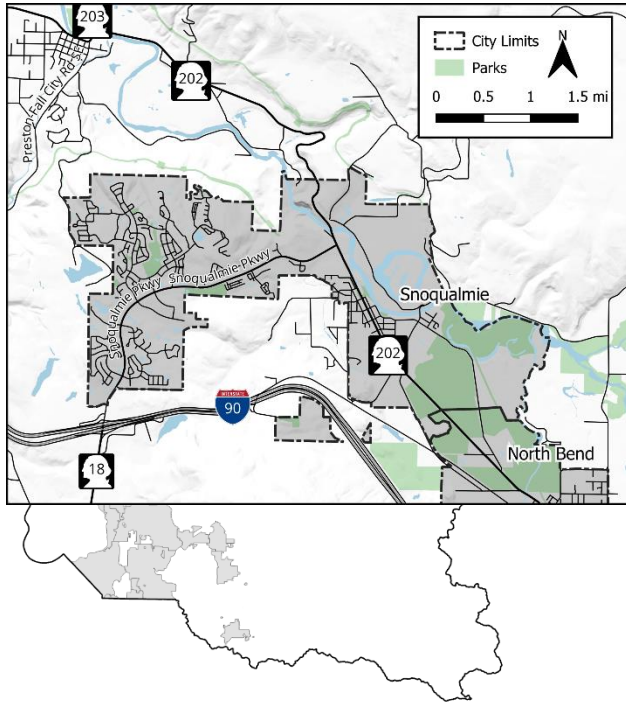 203
202
Preston-Fall City Rd SE
City Limits
Parks
N
0 0.5 1 1.5 mi
Snoqualmie Pkwy
Snoqualmie Pkwy
Snoqualmie
202
INTERSTATE
90
18
North Bend